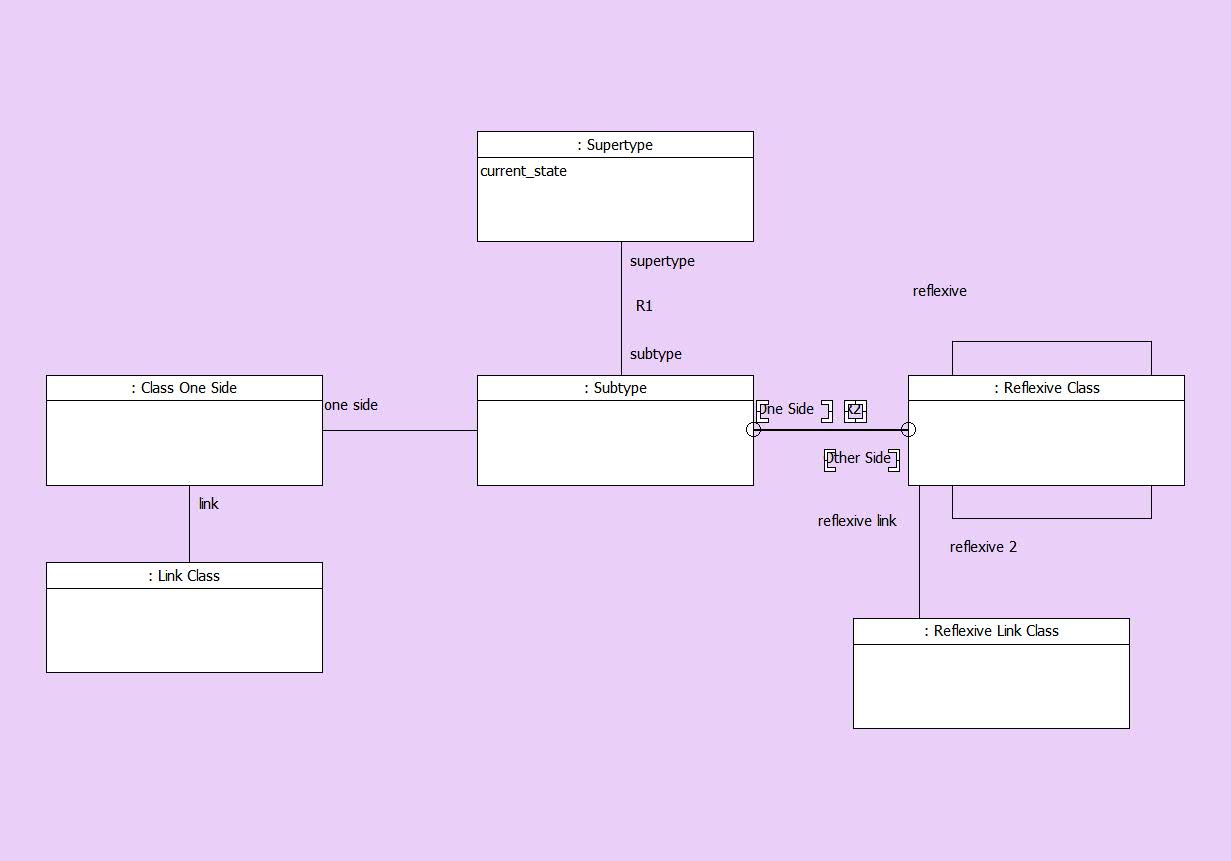 : Supertype
current_state
supertype
R1
subtype
reflexive
: Class One Side
one side
: Subtype
One Side
R2
Other Side
: Reflexive Class
link
reflexive link
reflexive 2
: Link Class
: Reflexive Link Class